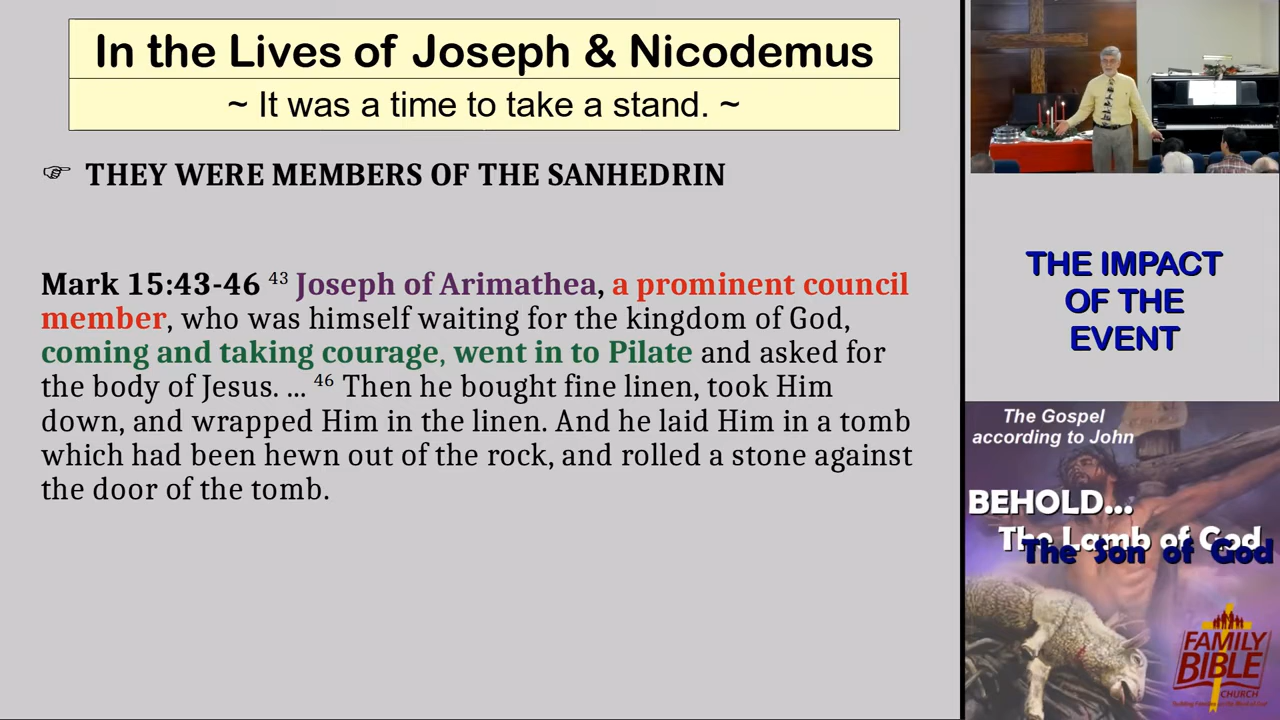 In the Lives of Joseph & Nicodemus
~ It was a time to take a stand. ~
☞ THEY WERE MEMBERS OF THE SANHEDRIN
Mark 15:43-46 43 Joseph of Arimathea, a prominent council
member, who was himself waiting for the kingdom of God,
coming and taking courage, went in to Pilate and asked for
the body of Jesus. ... 46 Then he bought fine linen, took Him
down, and wrapped Him in the linen. And he laid Him in a tomb
which had been hewn out of the rock, and rolled a stone against
the door of the tomb.
THE IMPACT
OF THE
EVENT
The Gospel
according to John
BEHOLD...
The Lamb of God
The Son of God
FAMILY
BIBLE
CHURCH